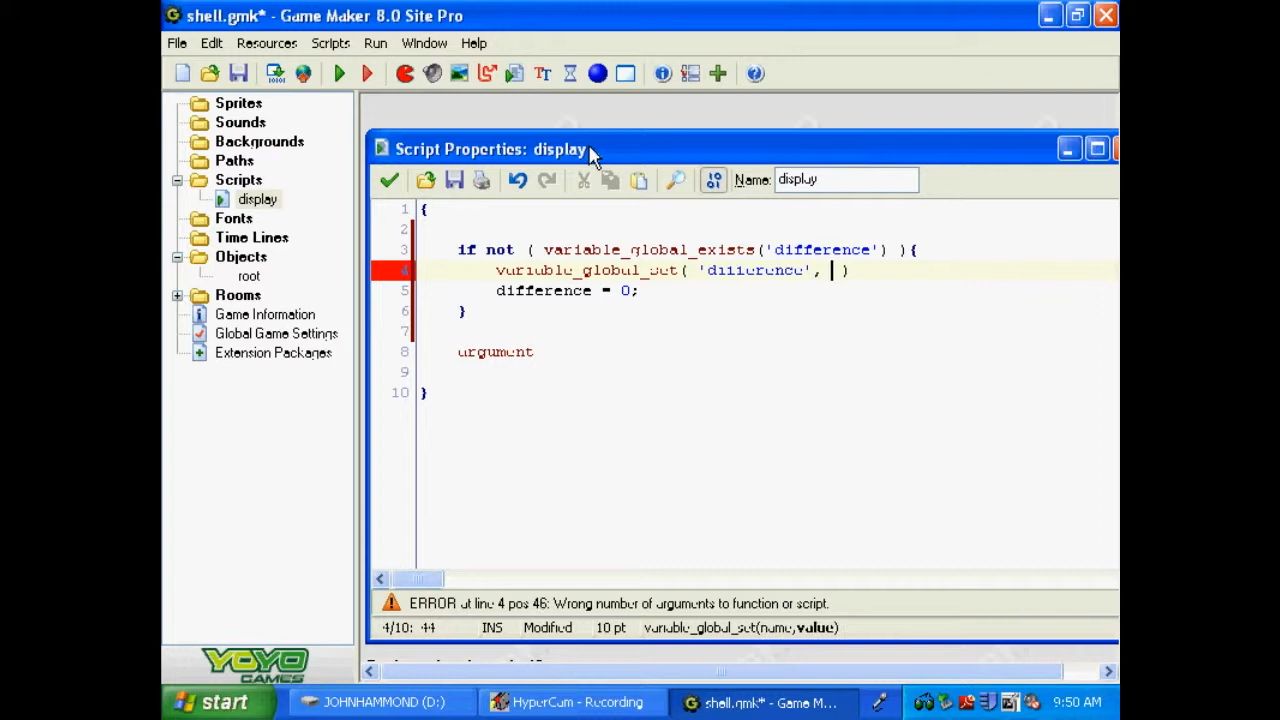 shell.gmk* - Game Maker 8.0 Site Pro
File Edit Resources Scripts Run Window Help
Sprites
Sounds
Backgrounds
Paths
Scripts
display
Fonts
Time Lines
Objects
root
Rooms
Game Information
Global Game Settings
Extension Packages
YOYO
GAMES
Script Properties: display
Name: display
1 {
2
3 if not ( variable_global_exists('difference') ){
4 variable_global_set( 'difference', )
5 difference = 0;
6 }
7
8 argument
9
10 }
ERROR at line 4 pos 46: Wrong number of arguments to function or script.
4/10: 44 INS Modified 10 pt variable_global_set(name,value)
start JOHNHAMMOND (D:) HyperCam - Recording shell.gmk* - Game M... 9:50 AM